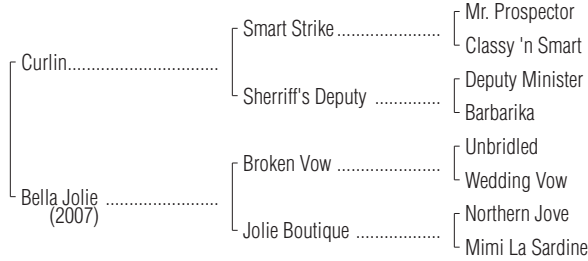 Mr. Prospector
Smart Strike ....................
Classy 'n Smart
Curlin.............................
Deputy Minister
Sherriff's Deputy .............
Barbarika
Unbridled
Broken Vow ....................
Wedding Vow
Bella Jolie ......................
(2007)
Northern Jove
Jolie Boutique ................
Mimi La Sardine